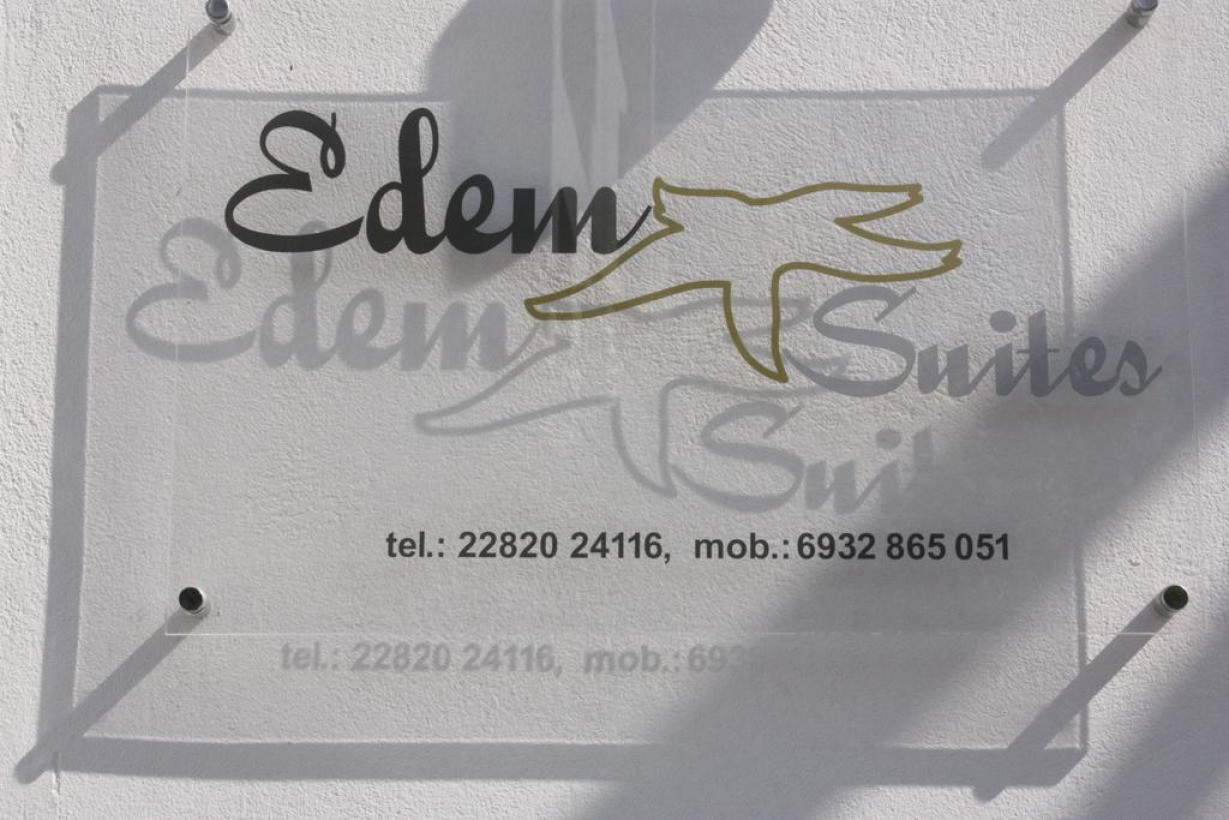 Edem
Suites
tel.: 22820 24116, mob.: 6932 865 051